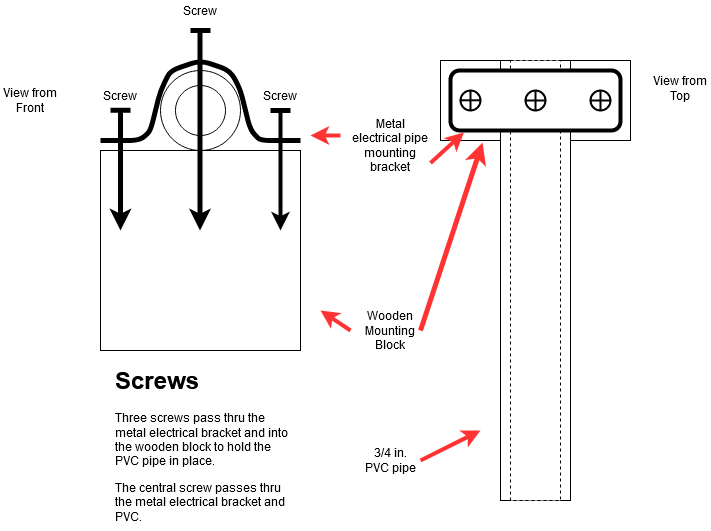 Screw
View from
Front
Screw
Screw
View from
Top
Metal
electrical pipe
mounting
bracket
Wooden
Mounting
Block
Screws
Three screws pass thru the
metal electrical bracket and into
the wooden block to hold the
PVC pipe in place.
The central screw passes thru
the metal electrical bracket and
PVC.
3/4 in.
PVC pipe